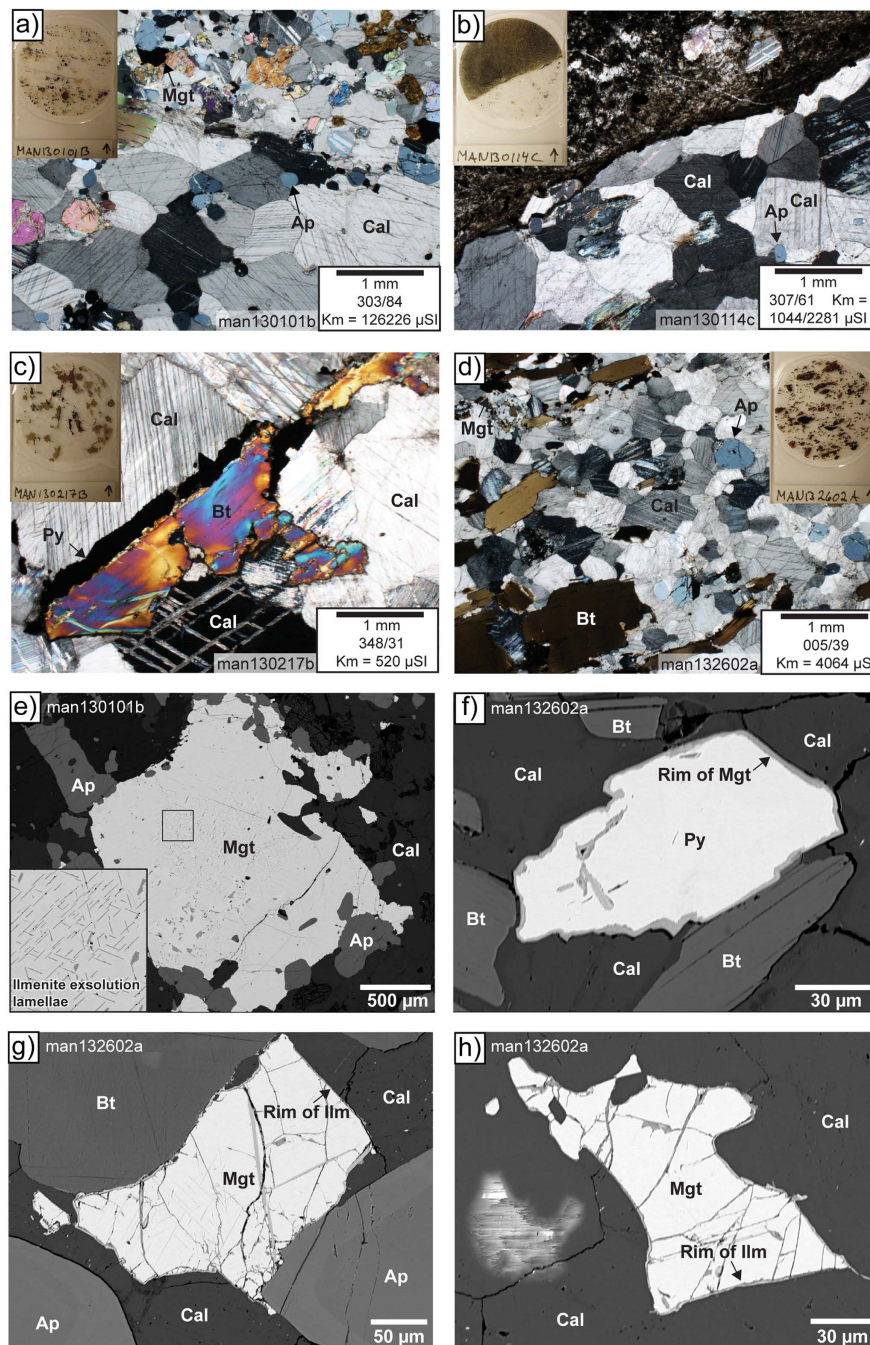 a)
Mgt
MAN130101B ↑
Ap
Cal
1 mm
303/84
Km = 126226 µSI
man130101b
b)
MAN130114C ↑
Cal
Cal
Ap
1 mm
307/61 Km =
1044/2281 µSI
man130114c
c)
Cal
MAN130217B ↑
Cal
Bt
Py
Cal
1 mm
348/31
Km = 520 µSI
man130217b
d)
Ap
Mgt
MAN132602A ↑
Cal
Bt
1 mm
005/39
Km = 4064 µSI
man132602a
e) man130101b
Ap
Mgt
Cal
Ap
Ilmenite exsolution
lamellae
500 µm
f) man132602a
Bt
Cal
Cal
Rim of Mgt
Py
Bt
Cal
Bt
30 µm
g) man132602a
Bt
Rim of Ilm
Cal
Mgt
Ap
Ap
Cal
50 µm
h) man132602a
Cal
Mgt
Rim of Ilm
Cal
30 µm